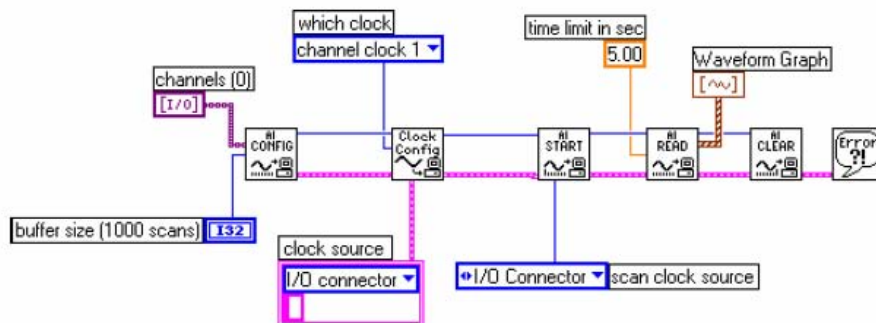 which clock
channel clock 1
time limit in sec
5.00
Waveform Graph
channels (0)
[I/O]
AI CONFIG
Clock Config
AI START
AI READ
AI CLEAR
Error ?!
buffer size (1000 scans)
I32
clock source
I/O connector
I/O Connector
scan clock source